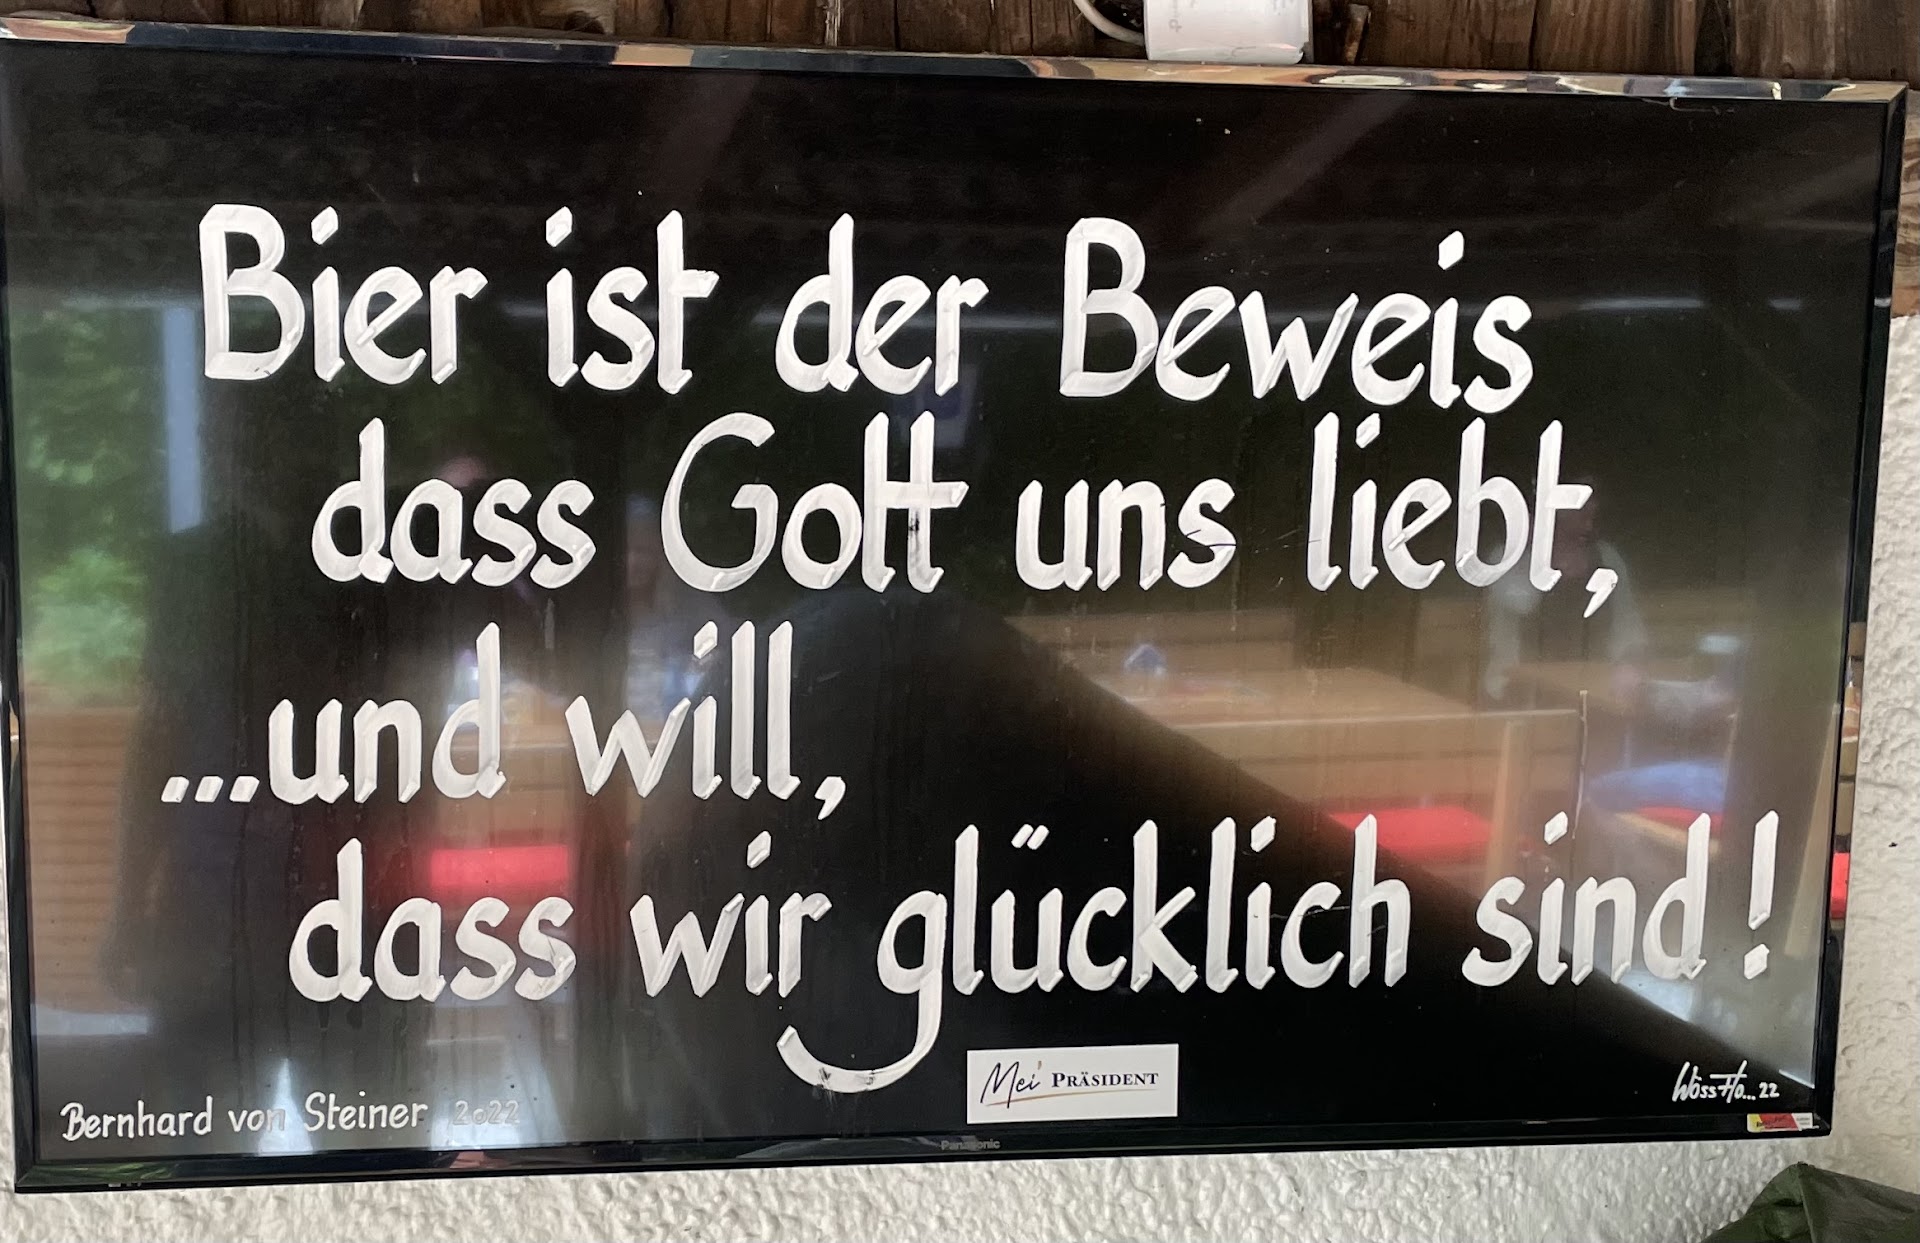 Bier ist der Beweis
dass Gott uns liebt,
...und will,
dass wir glücklich sind!
Mei' PRÄSIDENT
Bernhard von Steiner 2022
Panasonic